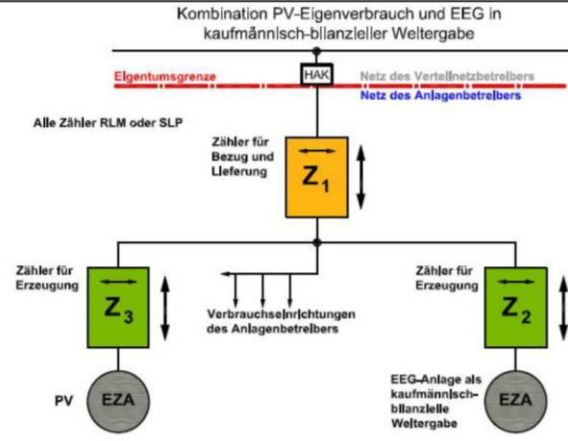 Kombination PV-Eigenverbrauch und EEG in
kaufmännisch-bilanzieller Weitergabe
Eigentumsgrenze
HAK
Netz des Verteilnetzbetreibers
Netz des Anlagenbetreibers
Alle Zähler RLM oder SLP
Zähler für
Bezug und
Lieferung
Z1
Zähler für
Erzeugung
Z3
Verbrauchseinrichtungen
des Anlagenbetreibers
Zähler für
Erzeugung
Z2
PV
EZA
EEG-Anlage als
kaufmännisch-
bilanzielle
Weitergabe
EZA